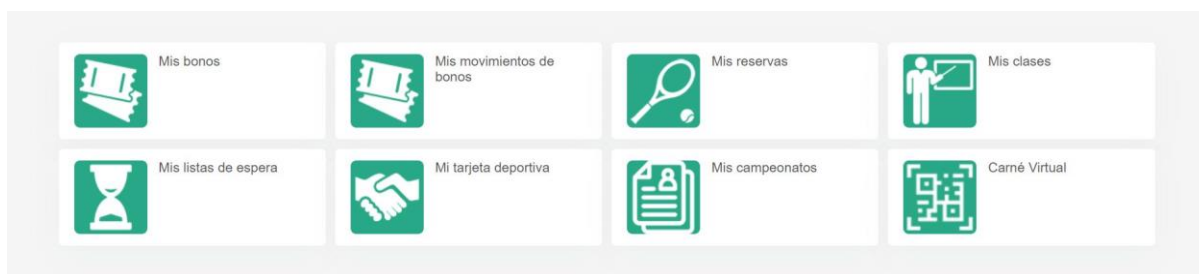 Mis bonos
Mis movimientos de
bonos
Mis reservas
Mis clases
Mis listas de espera
Mi tarjeta deportiva
Mis campeonatos
Carné Virtual